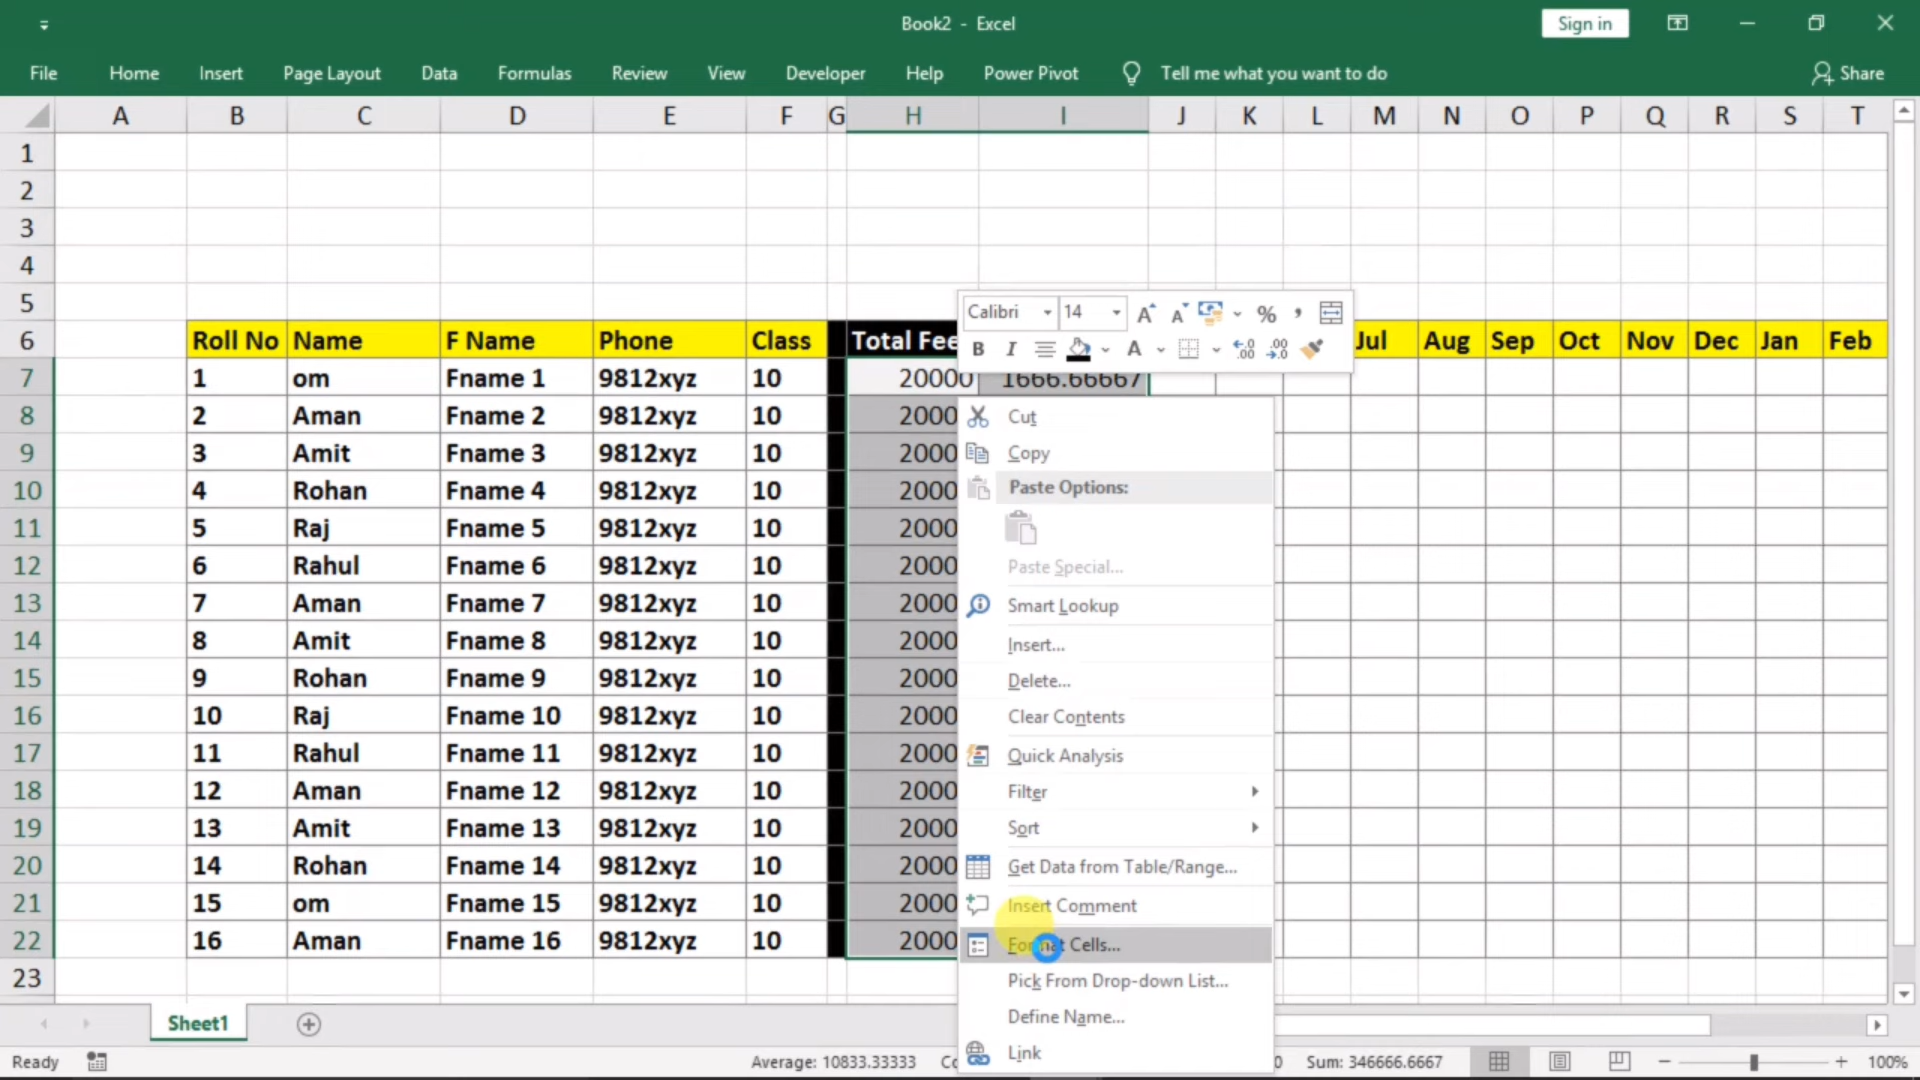 Book2 - Excel
Sign in
File Home Insert Page Layout Data Formulas Review View Developer Help Power Pivot Tell me what you want to do Share
A B C D E F G H I J K L M N O P Q R S T
1
2
3
4
5
Calibri 14 % ,
B I A .00 .00
6 Roll No Name F Name Phone Class Total Fee Jul Aug Sep Oct Nov Dec Jan Feb
7 1 om Fname 1 9812xyz 10 20000 1666.66667
8 2 Aman Fname 2 9812xyz 10 2000
9 3 Amit Fname 3 9812xyz 10 2000
10 4 Rohan Fname 4 9812xyz 10 2000
11 5 Raj Fname 5 9812xyz 10 2000
12 6 Rahul Fname 6 9812xyz 10 2000
13 7 Aman Fname 7 9812xyz 10 2000
14 8 Amit Fname 8 9812xyz 10 2000
15 9 Rohan Fname 9 9812xyz 10 2000
16 10 Raj Fname 10 9812xyz 10 2000
17 11 Rahul Fname 11 9812xyz 10 2000
18 12 Aman Fname 12 9812xyz 10 2000
19 13 Amit Fname 13 9812xyz 10 2000
20 14 Rohan Fname 14 9812xyz 10 2000
21 15 om Fname 15 9812xyz 10 2000
22 16 Aman Fname 16 9812xyz 10 2000
23
Cut
Copy
Paste Options:
Paste Special...
Smart Lookup
Insert...
Delete...
Clear Contents
Quick Analysis
Filter
Sort
Get Data from Table/Range...
Insert Comment
Format Cells...
Pick From Drop-down List...
Define Name...
Link
Sheet1
Ready Average: 10833.33333 Sum: 346666.6667 100%